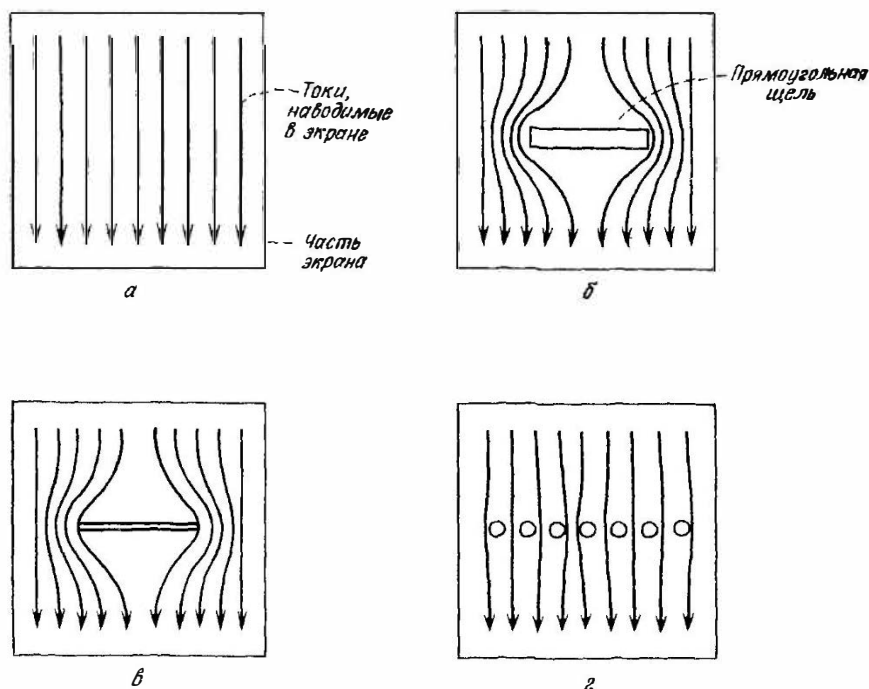 Токи,
наводимые
в экране
Часть
экрана
а
Прямоугольная
щель
б
в
г